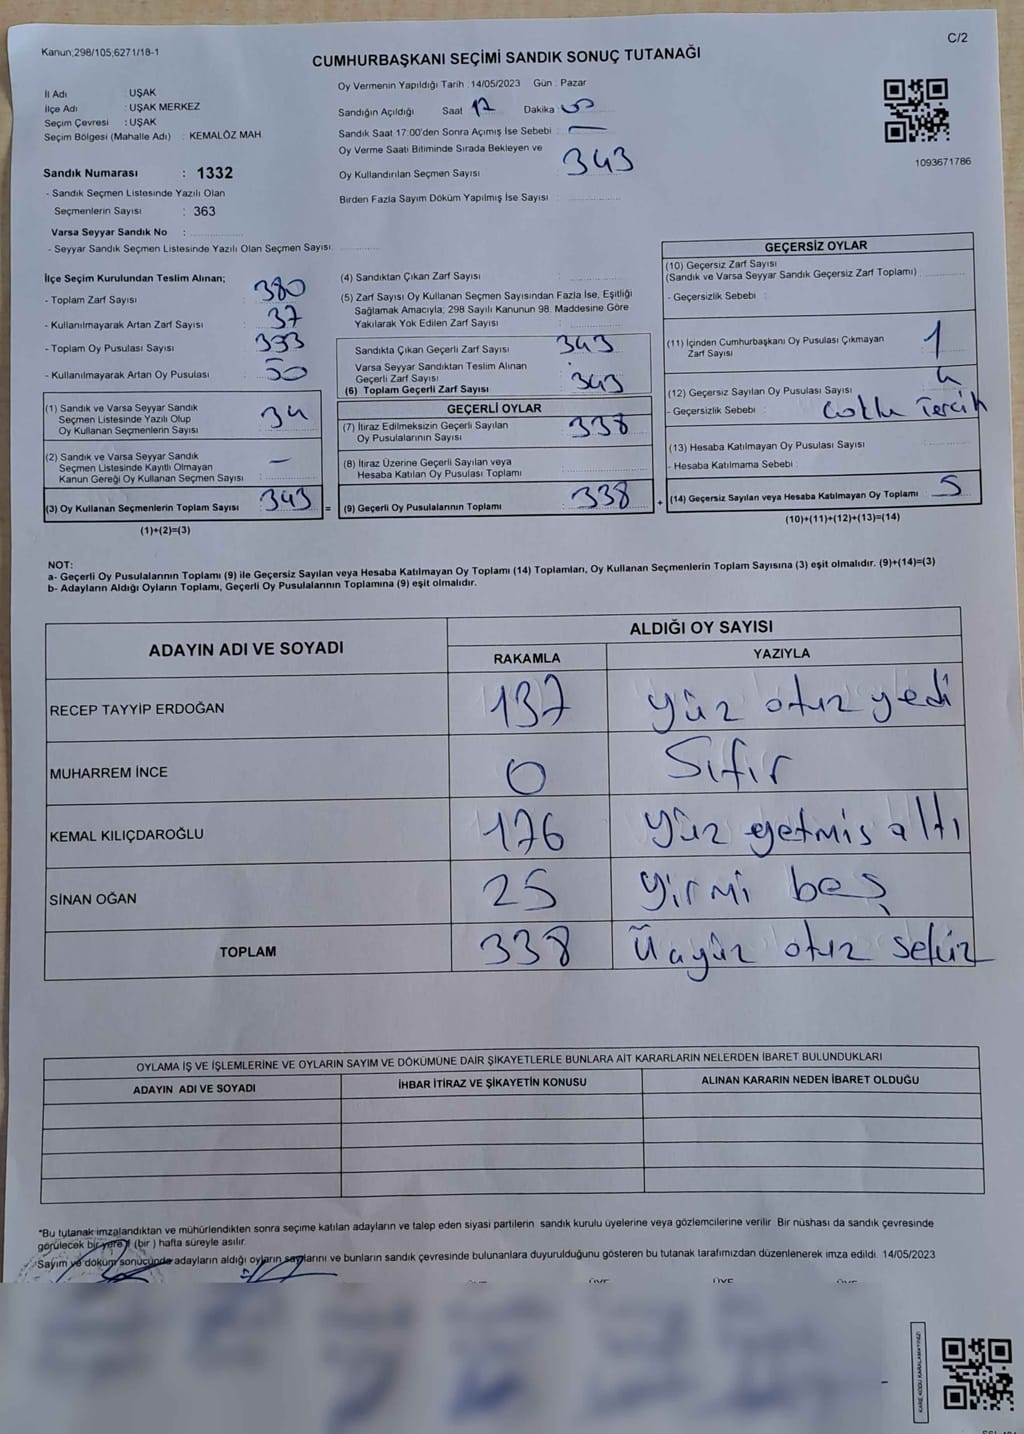 Kanun;298/105;6271/18-1
C/2
CUMHURBAŞKANI SEÇİMİ SANDIK SONUÇ TUTANAĞI
İl Adı UŞAK
İlçe Adı : UŞAK MERKEZ
Seçim Çevresi : UŞAK
Seçim Bölgesi (Mahalle Adı) : KEMALÖZ MAH.
Oy Vermenin Yapıldığı Tarih : 14/05/2023 Gün : Pazar
Sandığın Açıldığı Saat 17 Dakika
Sandık Saat 17:00'den Sonra Açımış İse Sebebi : —
Oy Verme Saati Bitiminde Sırada Bekleyen ve
Oy Kullandırılan Seçmen Sayısı 343
Birden Fazla Sayım Döküm Yapılmış İse Sayısı :
1093671786
Sandık Numarası : 1332
- Sandık Seçmen Listesinde Yazılı Olan
Seçmenlerin Sayısı : 363
Varsa Seyyar Sandık No :
- Seyyar Sandık Seçmen Listesinde Yazılı Olan Seçmen Sayısı:
İlçe Seçim Kurulundan Teslim Alınan;
- Toplam Zarf Sayısı 380
- Kullanılmayarak Artan Zarf Sayısı 37
- Toplam Oy Pusulası Sayısı
- Kullanılmayarak Artan Oy Pusulası 50
(1) Sandık ve Varsa Seyyar Sandık
Seçmen Listesinde Yazılı Olup
Oy Kullanan Seçmenlerin Sayısı
(2) Sandık ve Varsa Seyyar Sandık
Seçmen Listesinde Kayıtlı Olmayan
Kanun Gereği Oy Kullanan Seçmen Sayısı —
(3) Oy Kullanan Seçmenlerin Toplam Sayısı 343 =
(1)+(2)=(3)
(4) Sandıktan Çıkan Zarf Sayısı
(5) Zarf Sayısı Oy Kullanan Seçmen Sayısından Fazla İse, Eşitliği
Sağlamak Amacıyla; 298 Sayılı Kanunun 98. Maddesine Göre
Yakılarak Yok Edilen Zarf Sayısı
Sandıkta Çıkan Geçerli Zarf Sayısı 343
Varsa Seyyar Sandıktan Teslim Alınan
Geçerli Zarf Sayısı
(6) Toplam Geçerli Zarf Sayısı 343
GEÇERLİ OYLAR
(7) İtiraz Edilmeksizin Geçerli Sayılan
Oy Pusulalarının Sayısı 338
(8) İtiraz Üzerine Geçerli Sayılan veya
Hesaba Katılan Oy Pusulası Toplamı
(9) Geçerli Oy Pusulalarının Toplamı 338 +
GEÇERSİZ OYLAR
(10) Geçersiz Zarf Sayısı
(Sandık ve Varsa Seyyar Sandık Geçersiz Zarf Toplamı)
- Geçersizlik Sebebi :
(11) İçinden Cumhurbaşkanı Oy Pusulası Çıkmayan
Zarf Sayısı 1
(12) Geçersiz Sayılan Oy Pusulası Sayısı 4
- Geçersizlik Sebebi : Çoklu Tercih
(13) Hesaba Katılmayan Oy Pusulası Sayısı
- Hesaba Katılmama Sebebi :
(14) Geçersiz Sayılan veya Hesaba Katılmayan Oy Toplamı 5
(10)+(11)+(12)+(13)=(14)
NOT:
a- Geçerli Oy Pusulalarının Toplamı (9) ile Geçersiz Sayılan veya Hesaba Katılmayan Oy Toplamı (14) Toplamları, Oy Kullanan Seçmenlerin Toplam Sayısına (3) eşit olmalıdır. (9)+(14)=(3)
b- Adayların Aldığı Oyların Toplamı, Geçerli Oy Pusulalarının Toplamına (9) eşit olmalıdır.
ADAYIN ADI VE SOYADI ALDIĞI OY SAYISI
RAKAMLA YAZIYLA
RECEP TAYYİP ERDOĞAN 137 yüz otuz yedi
MUHARREM İNCE 0 Sıfır
KEMAL KILIÇDAROĞLU 176 yüz yetmiş altı
SİNAN OĞAN 25 yirmi beş
TOPLAM 338 Üçyüz otuz sekiz
OYLAMA İŞ VE İŞLEMLERİNE VE OYLARIN SAYIM VE DÖKÜMÜNE DAİR ŞİKAYETLERLE BUNLARA AİT KARARLARIN NELERDEN İBARET BULUNDUKLARI
ADAYIN ADI VE SOYADI İHBAR İTİRAZ VE ŞİKAYETİN KONUSU ALINAN KARARIN NEDEN İBARET OLDUĞU
*Bu tutanak imzalandıktan ve mühürlendikten sonra seçime katılan adayların ve talep eden siyasi partilerin sandık kurulu üyelerine veya gözlemcilerine verilir. Bir nüshası da sandık çevresinde
görülecek bir yere 1 (bir) hafta süreyle asılır.
Sayım ve döküm sonucunda adayların aldığı oyların sayılarını ve bunların sandık çevresinde bulunanlara duyurulduğunu gösteren bu tutanak tarafımızdan düzenlenerek imza edildi. 14/05/2023
KARE KODU KARALAMAYINIZ!